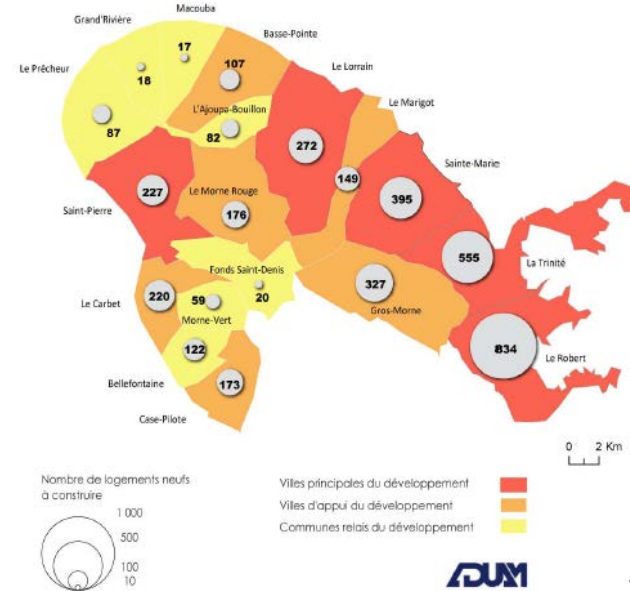 Macouba
Grand'Rivière
Basse-Pointe
Le Prêcheur
17
18
107
Le Lorrain
L'Ajoupa-Bouillon
Le Marigot
87
82
272
Sainte-Marie
149
227
Le Morne Rouge
395
Saint-Pierre
176
555
La Trinité
Fonds Saint-Denis
Le Carbet
220
59
20
327
Gros-Morne
Morne-Vert
122
834
Le Robert
Bellefontaine
173
Case-Pilote
0 2 Km
Nombre de logements neufs
à construire
1 000
500
100
10
Villes principales du développement
Villes d'appui du développement
Communes relais du développement
ADUAM